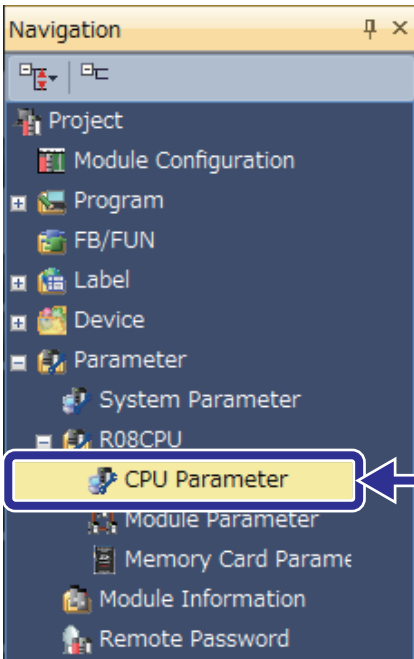 Navigation
Project
Module Configuration
Program
FB/FUN
Label
Device
Parameter
System Parameter
R08CPU
CPU Parameter
Module Parameter
Memory Card Parame
Module Information
Remote Password